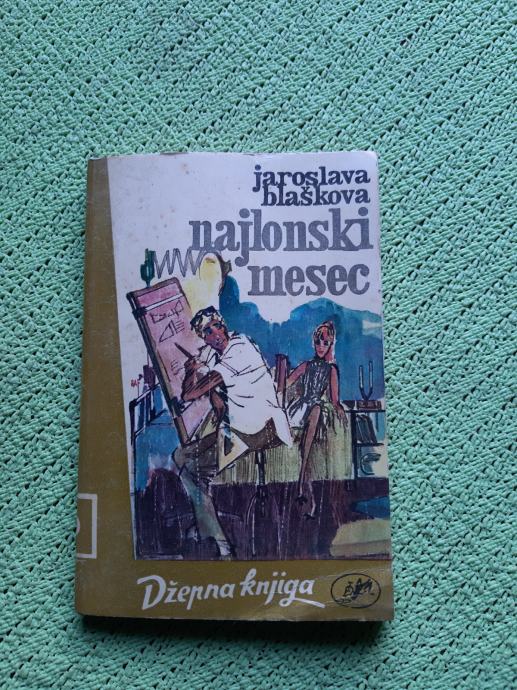 jaroslava
blaškova
najlonski
mesec
Džepna knjiga